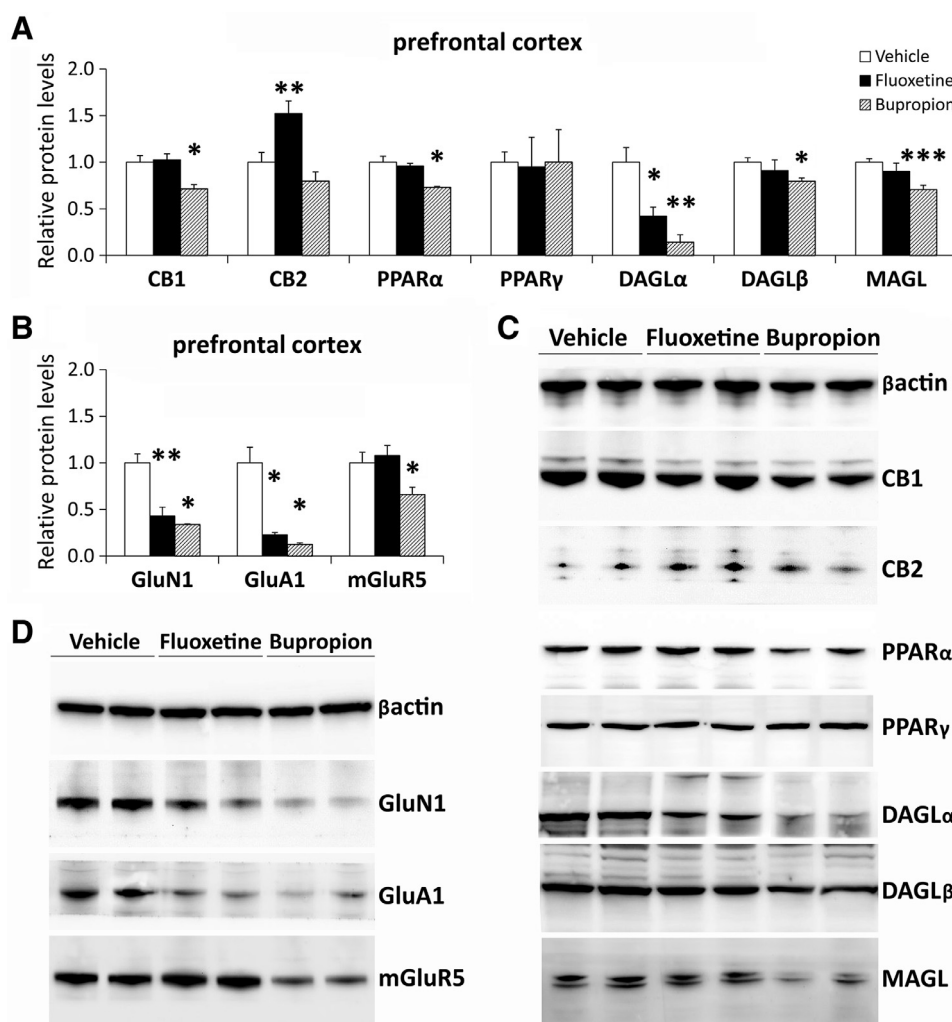 A
prefrontal cortex
Relative protein levels
2.0
1.5
1.0
0.5
0.0
Vehicle
Fluoxetine
Bupropion
*
**
*
*
**
*
***
CB1 CB2 PPARα PPARγ DAGLα DAGLβ MAGL
B
prefrontal cortex
Relative protein levels
2.0
1.5
1.0
0.5
0.0
**
*
*
*
*
GluN1 GluA1 mGluR5
C
Vehicle Fluoxetine Bupropion
βactin
CB1
CB2
PPARα
PPARγ
DAGLα
DAGLβ
MAGL
D
Vehicle Fluoxetine Bupropion
βactin
GluN1
GluA1
mGluR5